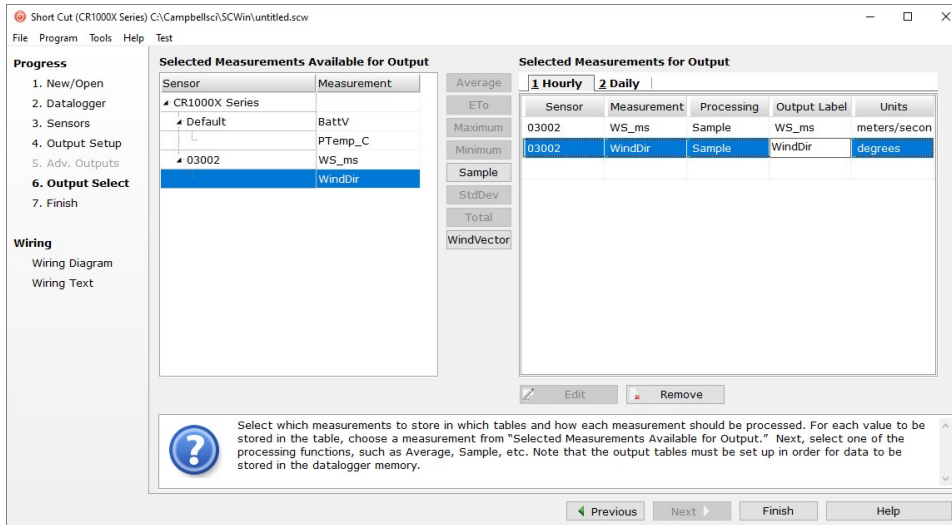 Short Cut (CR1000X Series) C:\Campbellsci\SCWin\untitled.scw
File Program Tools Help Test
Progress
1. New/Open
2. Datalogger
3. Sensors
4. Output Setup
5. Adv. Outputs
6. Output Select
7. Finish
Wiring
Wiring Diagram
Wiring Text
Selected Measurements Available for Output
Sensor Measurement
CR1000X Series
Default BattV
PTemp_C
03002 WS_ms
WindDir
Average
ETo
Maximum
Minimum
Sample
StdDev
Total
WindVector
Selected Measurements for Output
1 Hourly 2 Daily
Sensor Measurement Processing Output Label Units
03002 WS_ms Sample WS_ms meters/secon
03002 WindDir Sample WindDir degrees
Edit Remove
Select which measurements to store in which tables and how each measurement should be processed. For each value to be
stored in the table, choose a measurement from “Selected Measurements Available for Output.” Next, select one of the
processing functions, such as Average, Sample, etc. Note that the output tables must be set up in order for data to be
stored in the datalogger memory.
Previous Next Finish Help